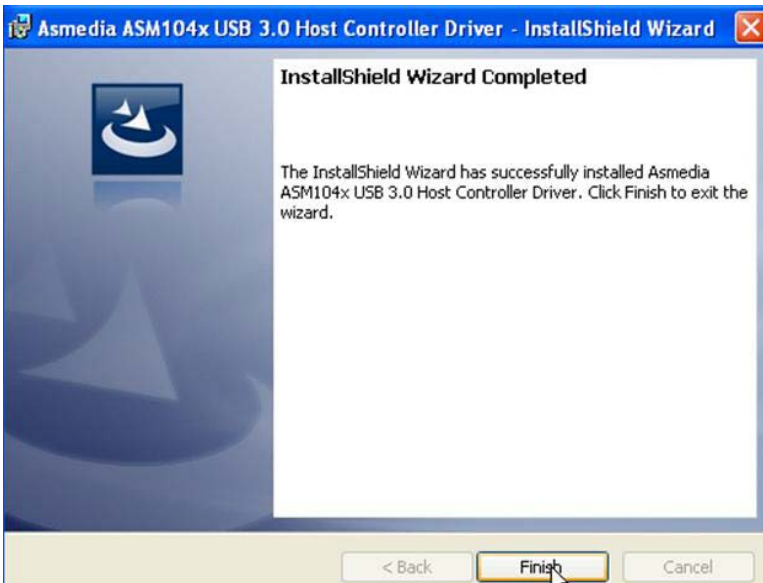 Asmedia ASM104x USB 3.0 Host Controller Driver - InstallShield Wizard
InstallShield Wizard Completed
The InstallShield Wizard has successfully installed Asmedia
ASM104x USB 3.0 Host Controller Driver. Click Finish to exit the
wizard.
< Back
Finish
Cancel